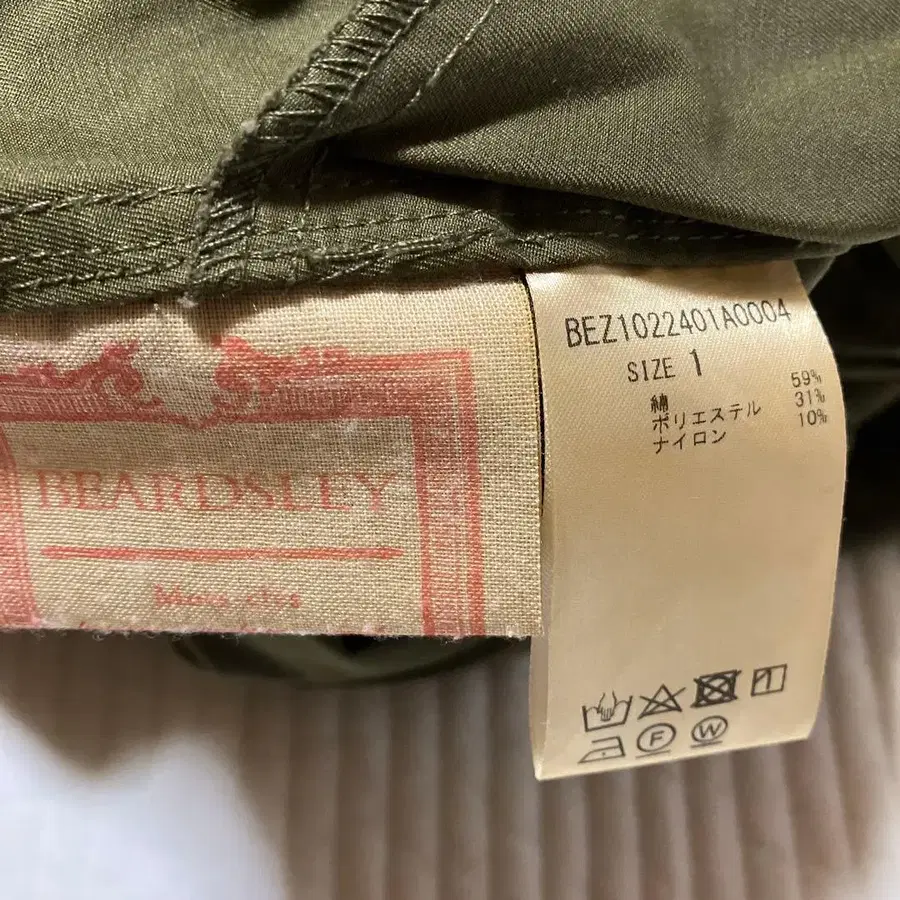 BEARDSLEY
BEZ1022401A0004
SIZE 1
綿 59%
ポリエステル 31%
ナイロン 10%
F
W